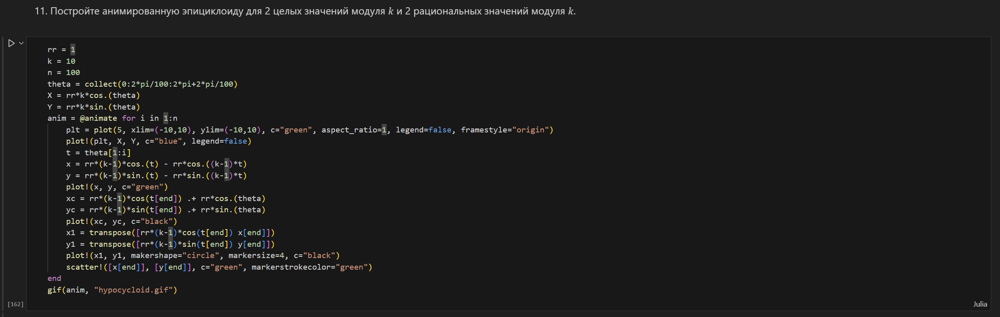 11. Постройте анимированную эпициклоиду для 2 целых значений модуля k и 2 рациональных значений модуля k.
rr = 1
k = 10
n = 100
theta = collect(0:2*pi/100:2*pi+2*pi/100)
X = rr*k*cos.(theta)
Y = rr*k*sin.(theta)
anim = @animate for i in 1:n
    plt = plot(5, xlim=(-10,10), ylim=(-10,10), c="green", aspect_ratio=1, legend=false, framestyle="origin")
    plot!(plt, X, Y, c="blue", legend=false)
    t = theta[1:i]
    x = rr*(k-1)*cos.(t) - rr*cos.((k-1)*t)
    y = rr*(k-1)*sin.(t) - rr*sin.((k-1)*t)
    plot!(x, y, c="green")
    xc = rr*(k-1)*cos(t[end]) .+ rr*cos.(theta)
    yc = rr*(k-1)*sin(t[end]) .+ rr*sin.(theta)
    plot!(xc, yc, c="black")
    x1 = transpose([rr*(k-1)*cos(t[end]) x[end]])
    y1 = transpose([rr*(k-1)*sin(t[end]) y[end]])
    plot!(x1, y1, makershape="circle", markersize=4, c="black")
    scatter!([x[end]], [y[end]], c="green", markerstrokecolor="green")
end
gif(anim, "hypocycloid.gif")
[162]
Julia